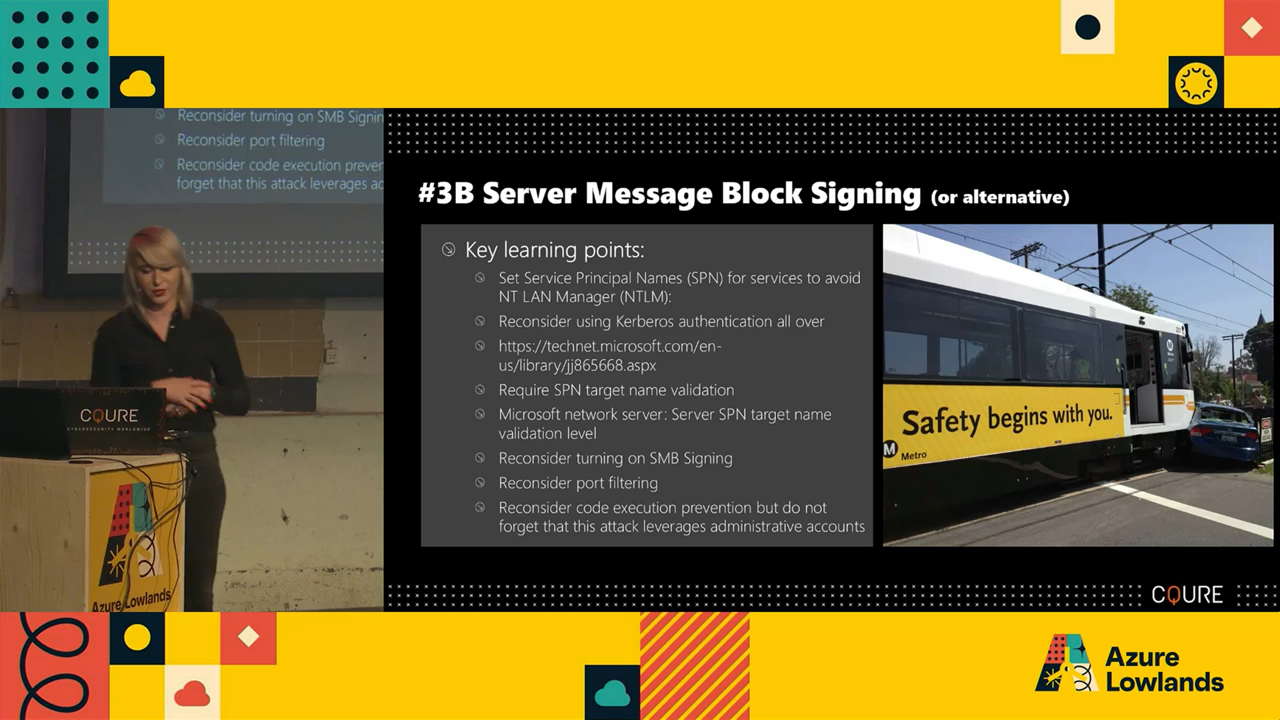 Reconsider turning on SMB Signin
Reconsider port filtering
Reconsider code execution preven
forget that this attack leverages ad
CQURE
CYBERSECURITY WORLDWIDE
Azure Lowlands
#3B Server Message Block Signing (or alternative)
Key learning points:
Set Service Principal Names (SPN) for services to avoid
NT LAN Manager (NTLM):
Reconsider using Kerberos authentication all over
https://technet.microsoft.com/en-
us/library/jj865668.aspx
Require SPN target name validation
Microsoft network server: Server SPN target name
validation level
Reconsider turning on SMB Signing
Reconsider port filtering
Reconsider code execution prevention but do not
forget that this attack leverages administrative accounts
Safety begins with you.
M Metro
CQURE
Azure
Lowlands